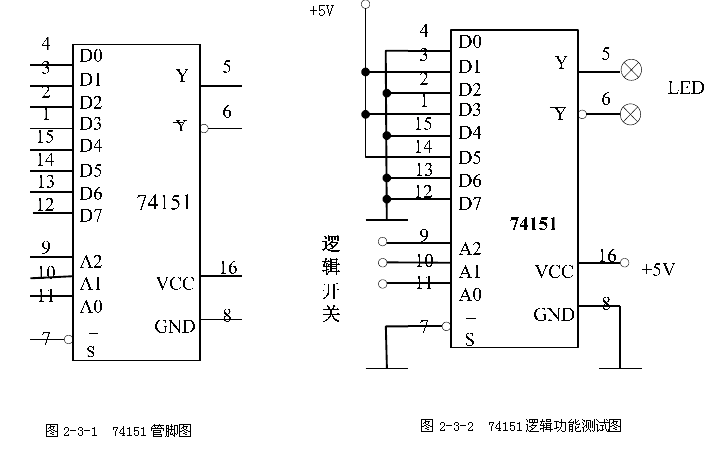 4
D0
3
D1
2
D2
1
D3
15
D4
14
D5
13
D6
12
D7
Y
5
Y
6
74151
9
A2
10
A1
11
A0
VCC
16
GND
8
7
S
图 2-3-1 74151管脚图
+5V
4
D0
3
D1
2
D2
1
D3
15
D4
14
D5
13
D6
12
D7
Y
5
Y
6
LED
74151
逻辑开关
9
A2
10
A1
11
A0
VCC
16
+5V
GND
8
7
S
图 2-3-2 74151逻辑功能测试图